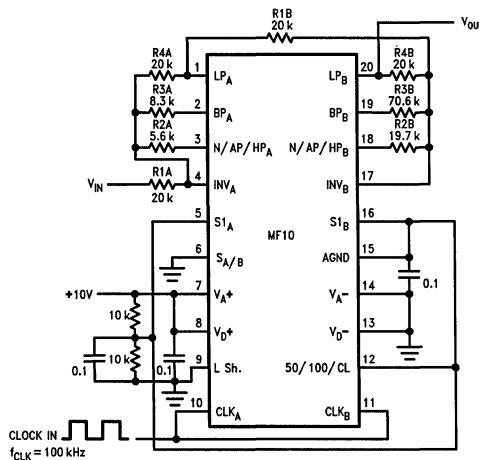 R1B
20 k
V_OU
R4A
20 k
1
LP_A
20
LP_B
R4B
20 k
R3A
8.3 k
2
BP_A
19
BP_B
R3B
70.6 k
R2A
5.6 k
3
N/AP/HP_A
18
N/AP/HP_B
R2B
19.7 k
V_IN
R1A
20 k
4
INV_A
17
INV_B
5
S1_A
16
S1_B
MF10
6
S_A/B
15
AGND
0.1
+10V
7
V_A+
14
V_A−
10 k
8
V_D+
13
V_D−
0.1
10 k
0.1
9
L Sh.
12
50/100/CL
10
CLK_A
11
CLK_B
CLOCK IN
f_CLK = 100 kHz